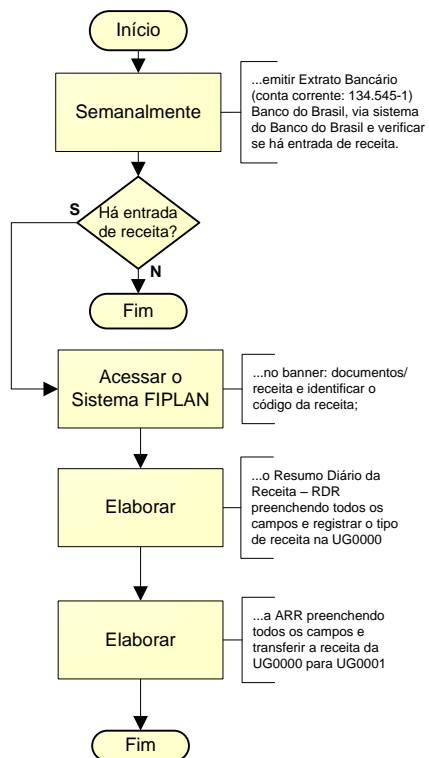 Início
Semanalmente
...emitir Extrato Bancário
(conta corrente: 134.545-1)
Banco do Brasil, via sistema
do Banco do Brasil e verificar
se há entrada de receita.
S
Há entrada
de receita?
N
Fim
Acessar o
Sistema FIPLAN
...no banner: documentos/
receita e identificar o
código da receita;
Elaborar
...o Resumo Diário da
Receita – RDR
preenchendo todos os
campos e registrar o tipo
de receita na UG0000
Elaborar
...a ARR preenchendo
todos os campos e
transferir a receita da
UG0000 para UG0001
Fim